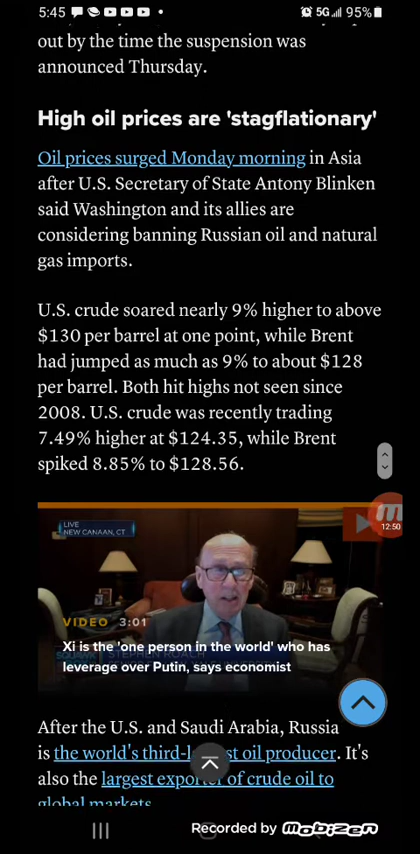 5:45
5G 95%
out by the time the suspension was
announced Thursday.
High oil prices are 'stagflationary'
Oil prices surged Monday morning in Asia
after U.S. Secretary of State Antony Blinken
said Washington and its allies are
considering banning Russian oil and natural
gas imports.
U.S. crude soared nearly 9% higher to above
$130 per barrel at one point, while Brent
had jumped as much as 9% to about $128
per barrel. Both hit highs not seen since
2008. U.S. crude was recently trading
7.49% higher at $124.35, while Brent
spiked 8.85% to $128.56.
12:50
LIVE
NEW CANAAN, CT
VIDEO 3:01
Xi is the 'one person in the world' who has
SQUAWK STEPHEN ROACH
leverage over Putin, says economist
After the U.S. and Saudi Arabia, Russia
is the world's oil producer. It's
also the largest exporter of crude oil to
global markets
Recorded by mobizen